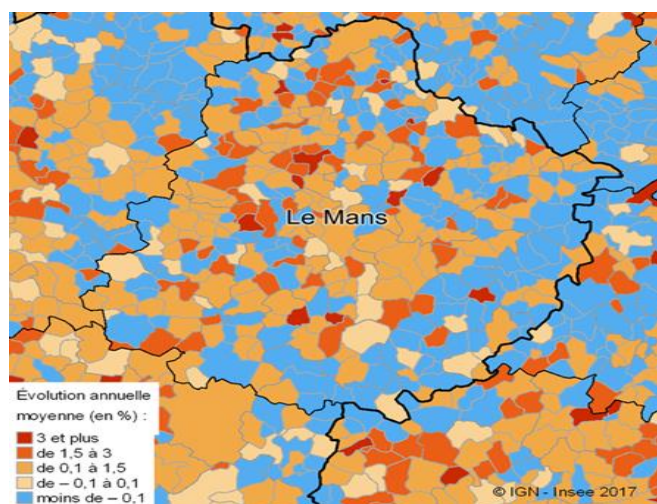 Le Mans
Évolution annuelle
moyenne (en %) :
3 et plus
de 1,5 à 3
de 0,1 à 1,5
de – 0,1 à 0,1
moins de – 0,1
© IGN - Insee 2017